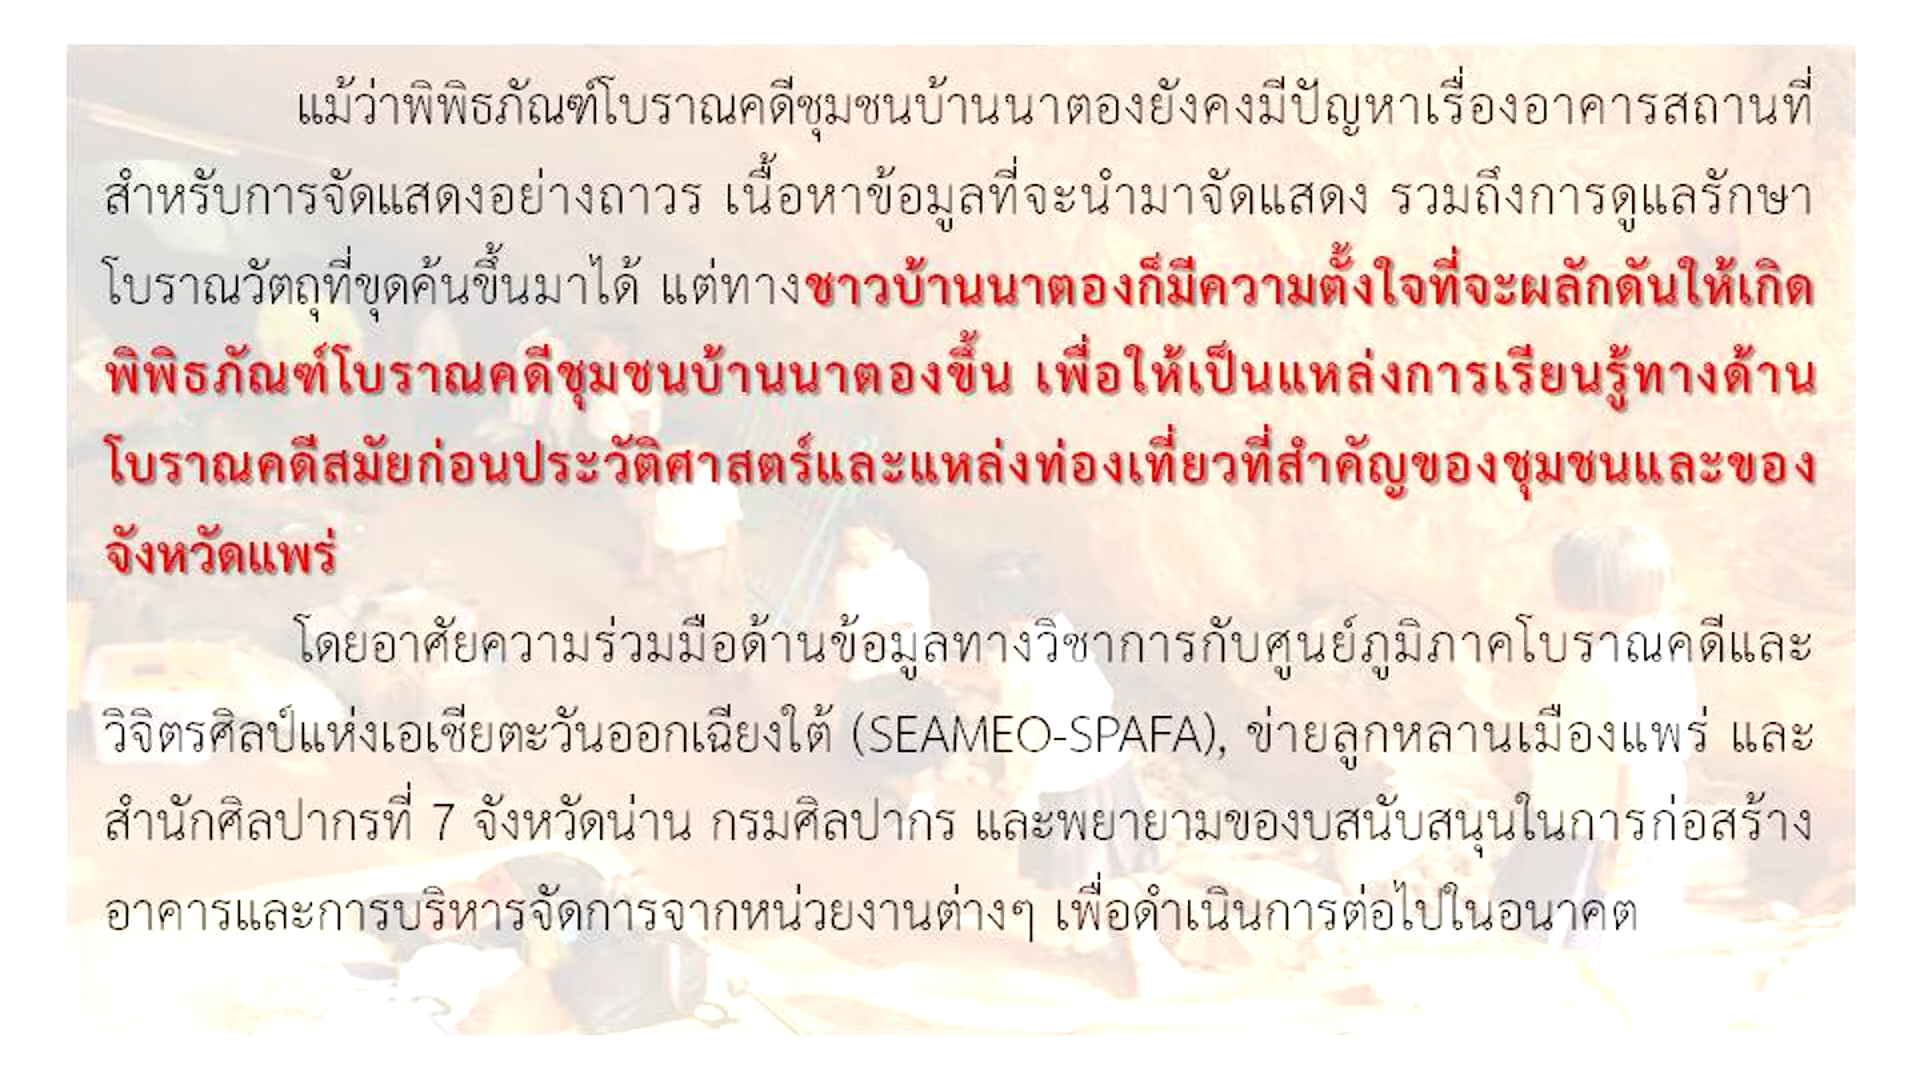 แม้ว่าพิพิธภัณฑ์โบราณคดีชุมชนบ้านนาตองยังคงมีปัญหาเรื่องอาคารสถานที่
สำหรับการจัดแสดงอย่างถาวร เนื้อหาข้อมูลที่จะนำมาจัดแสดง รวมถึงการดูแลรักษา
โบราณวัตถุที่ขุดค้นขึ้นมาได้ แต่ทางชาวบ้านนาตองก็มีความตั้งใจที่จะผลักดันให้เกิด
พิพิธภัณฑ์โบราณคดีชุมชนบ้านนาตองขึ้น เพื่อให้เป็นแหล่งการเรียนรู้ทางด้าน
โบราณคดีสมัยก่อนประวัติศาสตร์และแหล่งท่องเที่ยวที่สำคัญของชุมชนและของ
จังหวัดแพร่
โดยอาศัยความร่วมมือด้านข้อมูลทางวิชาการกับศูนย์ภูมิภาคโบราณคดีและ
วิจิตรศิลป์แห่งเอเชียตะวันออกเฉียงใต้ (SEAMEO-SPAFA), ข่ายลูกหลานเมืองแพร่ และ
สำนักศิลปากรที่ 7 จังหวัดน่าน กรมศิลปากร และพยายามของบสนับสนุนในการก่อสร้าง
อาคารและการบริหารจัดการจากหน่วยงานต่างๆ เพื่อดำเนินการต่อไปในอนาคต